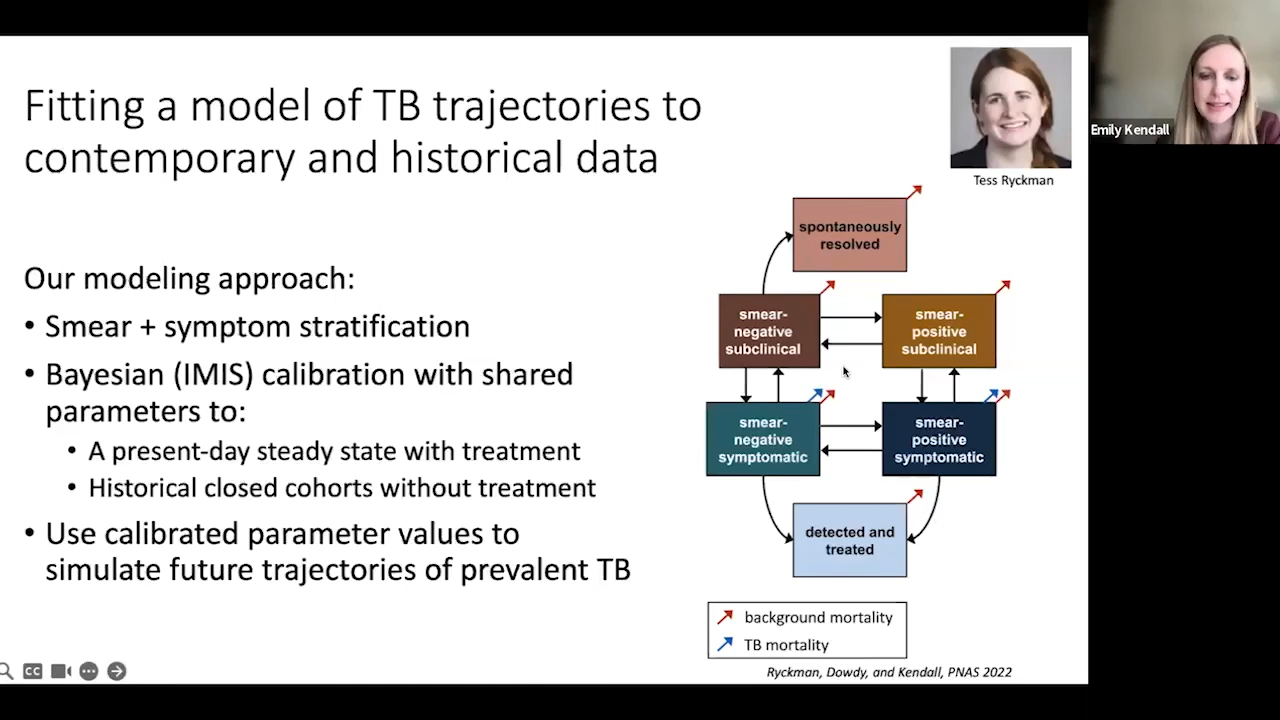 Fitting a model of TB trajectories to
contemporary and historical data
Tess Ryckman
Emily Kendall
Our modeling approach:
• Smear + symptom stratification
• Bayesian (IMIS) calibration with shared
parameters to:
• A present-day steady state with treatment
• Historical closed cohorts without treatment
• Use calibrated parameter values to
simulate future trajectories of prevalent TB
spontaneously
resolved
smear-
negative
subclinical
smear-
positive
subclinical
smear-
negative
symptomatic
smear-
positive
symptomatic
detected and
treated
background mortality
TB mortality
Ryckman, Dowdy, and Kendall, PNAS 2022
CC